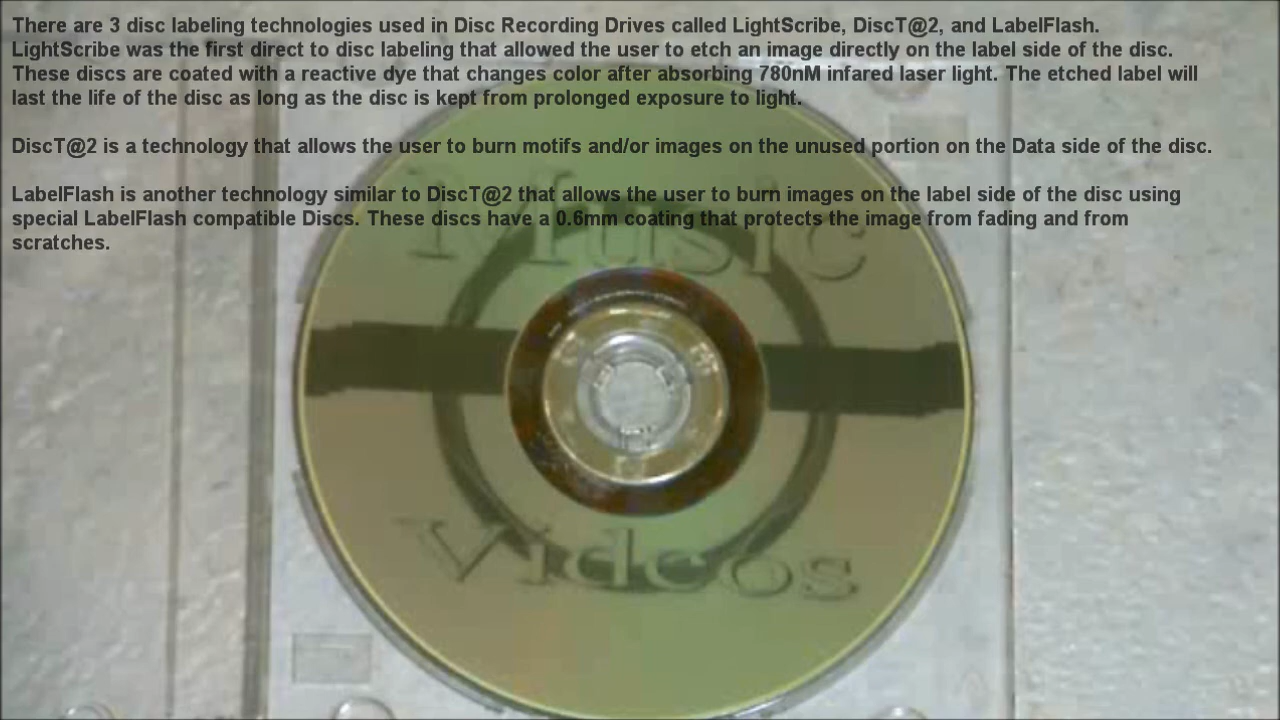 There are 3 disc labeling technologies used in Disc Recording Drives called LightScribe, DiscT@2, and LabelFlash.
LightScribe was the first direct to disc labeling that allowed the user to etch an image directly on the label side of the disc.
These discs are coated with a reactive dye that changes color after absorbing 780nM infared laser light. The etched label will
last the life of the disc as long as the disc is kept from prolonged exposure to light.
DiscT@2 is a technology that allows the user to burn motifs and/or images on the unused portion on the Data side of the disc.
LabelFlash is another technology similar to DiscT@2 that allows the user to burn images on the label side of the disc using
special LabelFlash compatible Discs. These discs have a 0.6mm coating that protects the image from fading and from
scratches.
Music
Videos